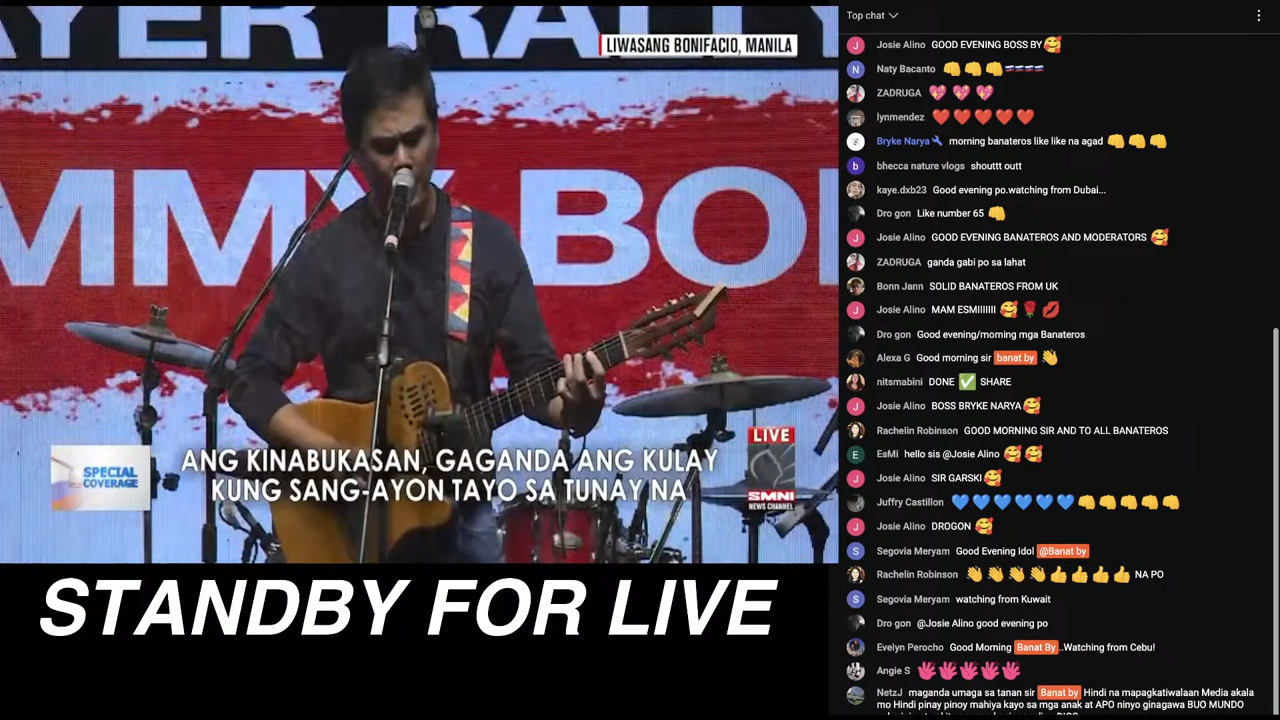 AYER RALLY
LIWASANG BONIFACIO, MANILA
MMY BON
SPECIAL
COVERAGE
ANG KINABUKASAN, GAGANDA ANG KULAY
KUNG SANG-AYON TAYO SA TUNAY NA
LIVE
SMNI
NEWS CHANNEL
STANDBY FOR LIVE
Top chat
J Josie Alino GOOD EVENING BOSS BY🥰
N Naty Bacanto 👊👊👊
ZADRUGA 💖💖💖
lynmendez ❤️❤️❤️❤️❤️
Bryke Narya morning banateros like like na agad 👊👊👊
b bhecca nature vlogs shouttt outt
kaye.dxb23 Good evening po.watching from Dubai...
Dro gon Like number 65 👊
J Josie Alino GOOD EVENING BANATEROS AND MODERATORS 🥰
ZADRUGA ganda gabi po sa lahat
Bonn Jann SOLID BANATEROS FROM UK
J Josie Alino MAM ESMIIIIIII 🥰🌹💋
Dro gon Good evening/morning mga Banateros
Alexa G Good morning sir banat by 👋
nitsmabini DONE ✅ SHARE
J Josie Alino BOSS BRYKE NARYA🥰
Rachelin Robinson GOOD MORNING SIR AND TO ALL BANATEROS
E EsMi hello sis @Josie Alino 🥰🥰
J Josie Alino SIR GARSKI🥰
Juffry Castillon 💙💙💙💙💙💙👊👊👊👊👊
J Josie Alino DROGON 🥰
S Segovia Meryam Good Evening Idol @Banat by
Rachelin Robinson 👋👋👋👋👍👍👍👍 NA PO
S Segovia Meryam watching from Kuwait
Dro gon @Josie Alino good evening po
Evelyn Perocho Good Morning Banat By..Watching from Cebu!
Angie S 👋👋👋👋👋
NetzJ maganda umaga sa tanan sir Banat by Hindi na mapagkatiwalaan Media akala
mo Hindi pinay pinoy mahiya kayo sa mga anak at APO ninyo ginagawa BUO MUNDO